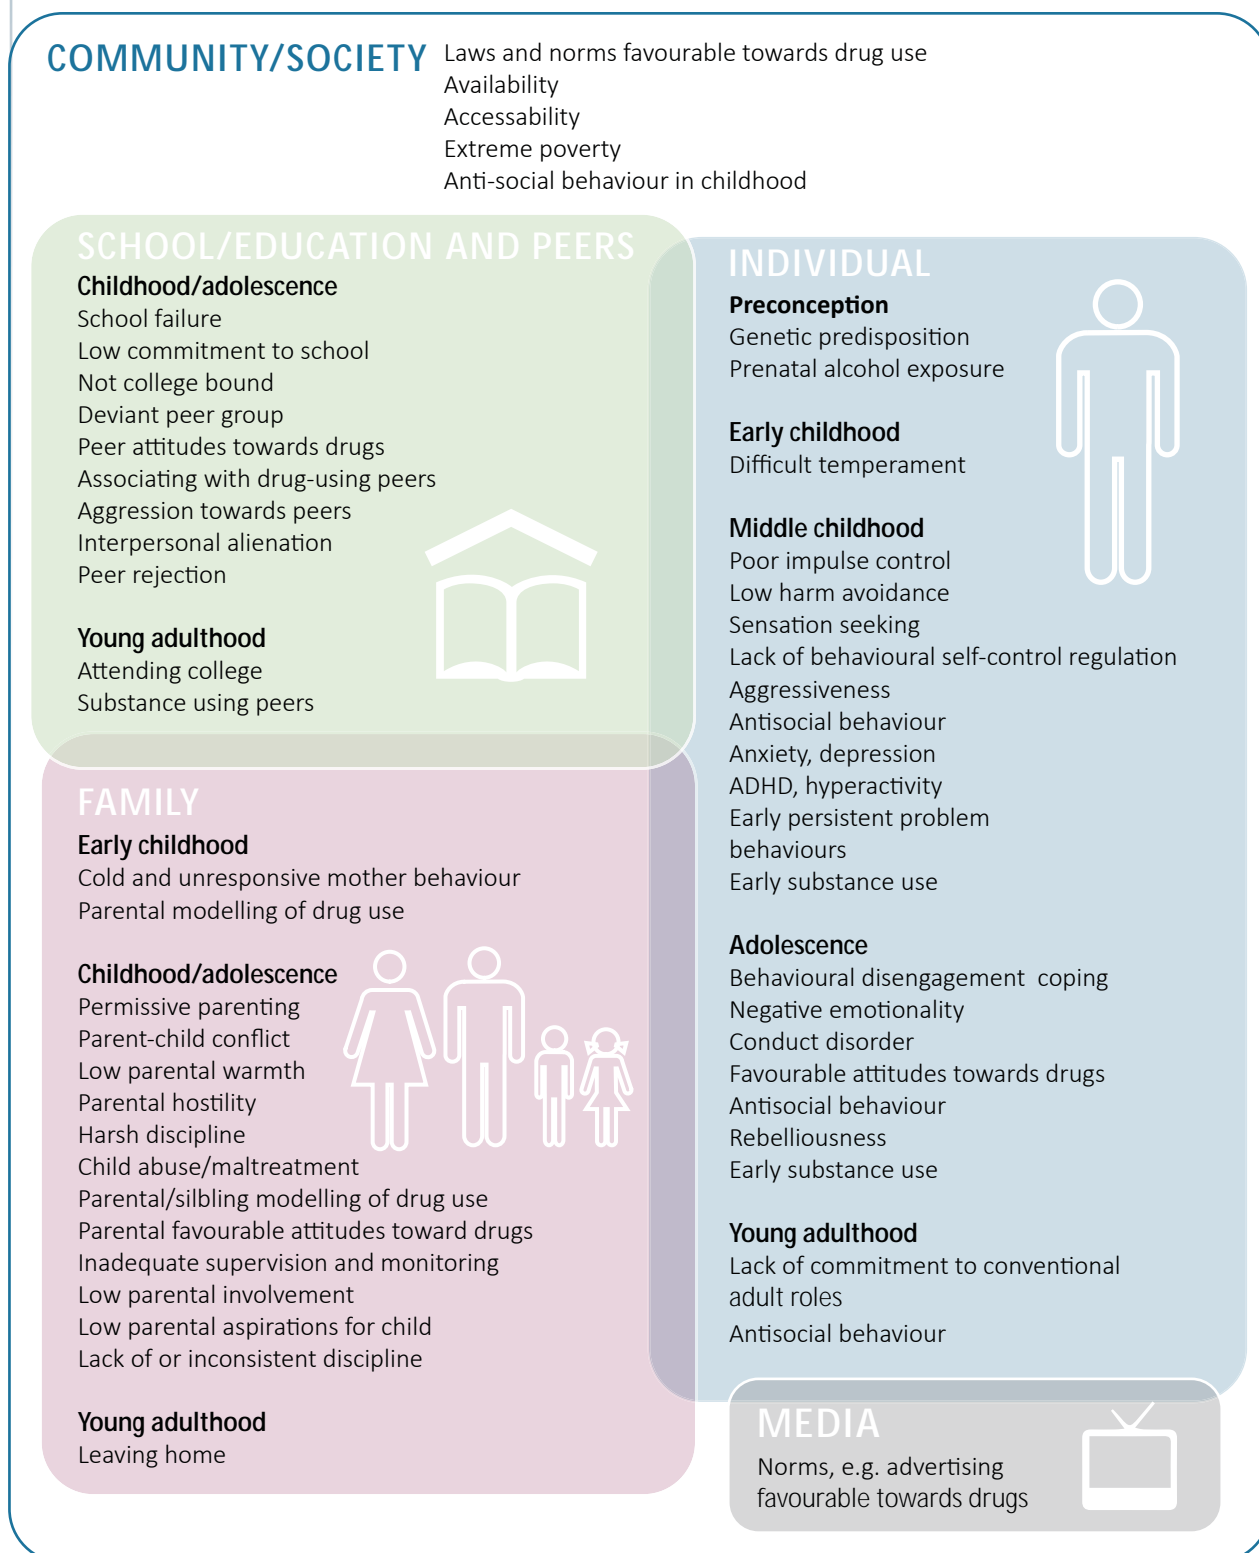 COMMUNITY/SOCIETY
Laws and norms favourable towards drug use
Availability
Accessability
Extreme poverty
Anti-social behaviour in childhood
SCHOOL/EDUCATION AND PEERS
Childhood/adolescence
School failure
Low commitment to school
Not college bound
Deviant peer group
Peer attitudes towards drugs
Associating with drug-using peers
Aggression towards peers
Interpersonal alienation
Peer rejection
Young adulthood
Attending college
Substance using peers
FAMILY
Early childhood
Cold and unresponsive mother behaviour
Parental modelling of drug use
Childhood/adolescence
Permissive parenting
Parent-child conflict
Low parental warmth
Parental hostility
Harsh discipline
Child abuse/maltreatment
Parental/silbling modelling of drug use
Parental favourable attitudes toward drugs
Inadequate supervision and monitoring
Low parental involvement
Low parental aspirations for child
Lack of or inconsistent discipline
Young adulthood
Leaving home
INDIVIDUAL
Preconception
Genetic predisposition
Prenatal alcohol exposure
Early childhood
Difficult temperament
Middle childhood
Poor impulse control
Low harm avoidance
Sensation seeking
Lack of behavioural self-control regulation
Aggressiveness
Antisocial behaviour
Anxiety, depression
ADHD, hyperactivity
Early persistent problem
behaviours
Early substance use
Adolescence
Behavioural disengagement  coping
Negative emotionality
Conduct disorder
Favourable attitudes towards drugs
Antisocial behaviour
Rebelliousness
Early substance use
Young adulthood
Lack of commitment to conventional
adult roles
Antisocial behaviour
MEDIA
Norms, e.g. advertising
favourable towards drugs